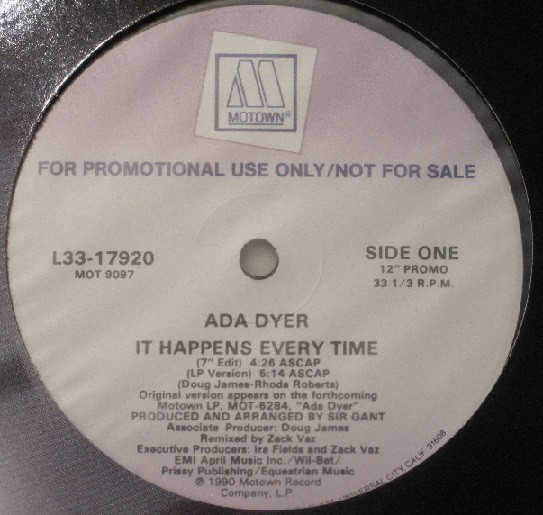 MOTOWN®
FOR PROMOTIONAL USE ONLY/NOT FOR SALE
L33-17920
MOT 9097
SIDE ONE
12" PROMO
33 1/3 R.P.M.
ADA DYER
IT HAPPENS EVERY TIME
(7" Edit) 4:26 ASCAP
(LP Version) 5:14 ASCAP
(Doug James-Rhoda Roberts)
Original version appears on the forthcoming
Motown LP, MOT-6284, "Ada Dyer"
PRODUCED AND ARRANGED BY SIR GANT
Associate Producer: Doug James
Remixed by Zack Vaz
Executive Producers: Ira Fields and Zack Vaz
EMI April Music Inc./Wil-Bet/
Prissy Publishing/Equestrian Music
℗ 1990 Motown Record
Company, L.P.
UNIVERSAL CITY, CALIF. 91608